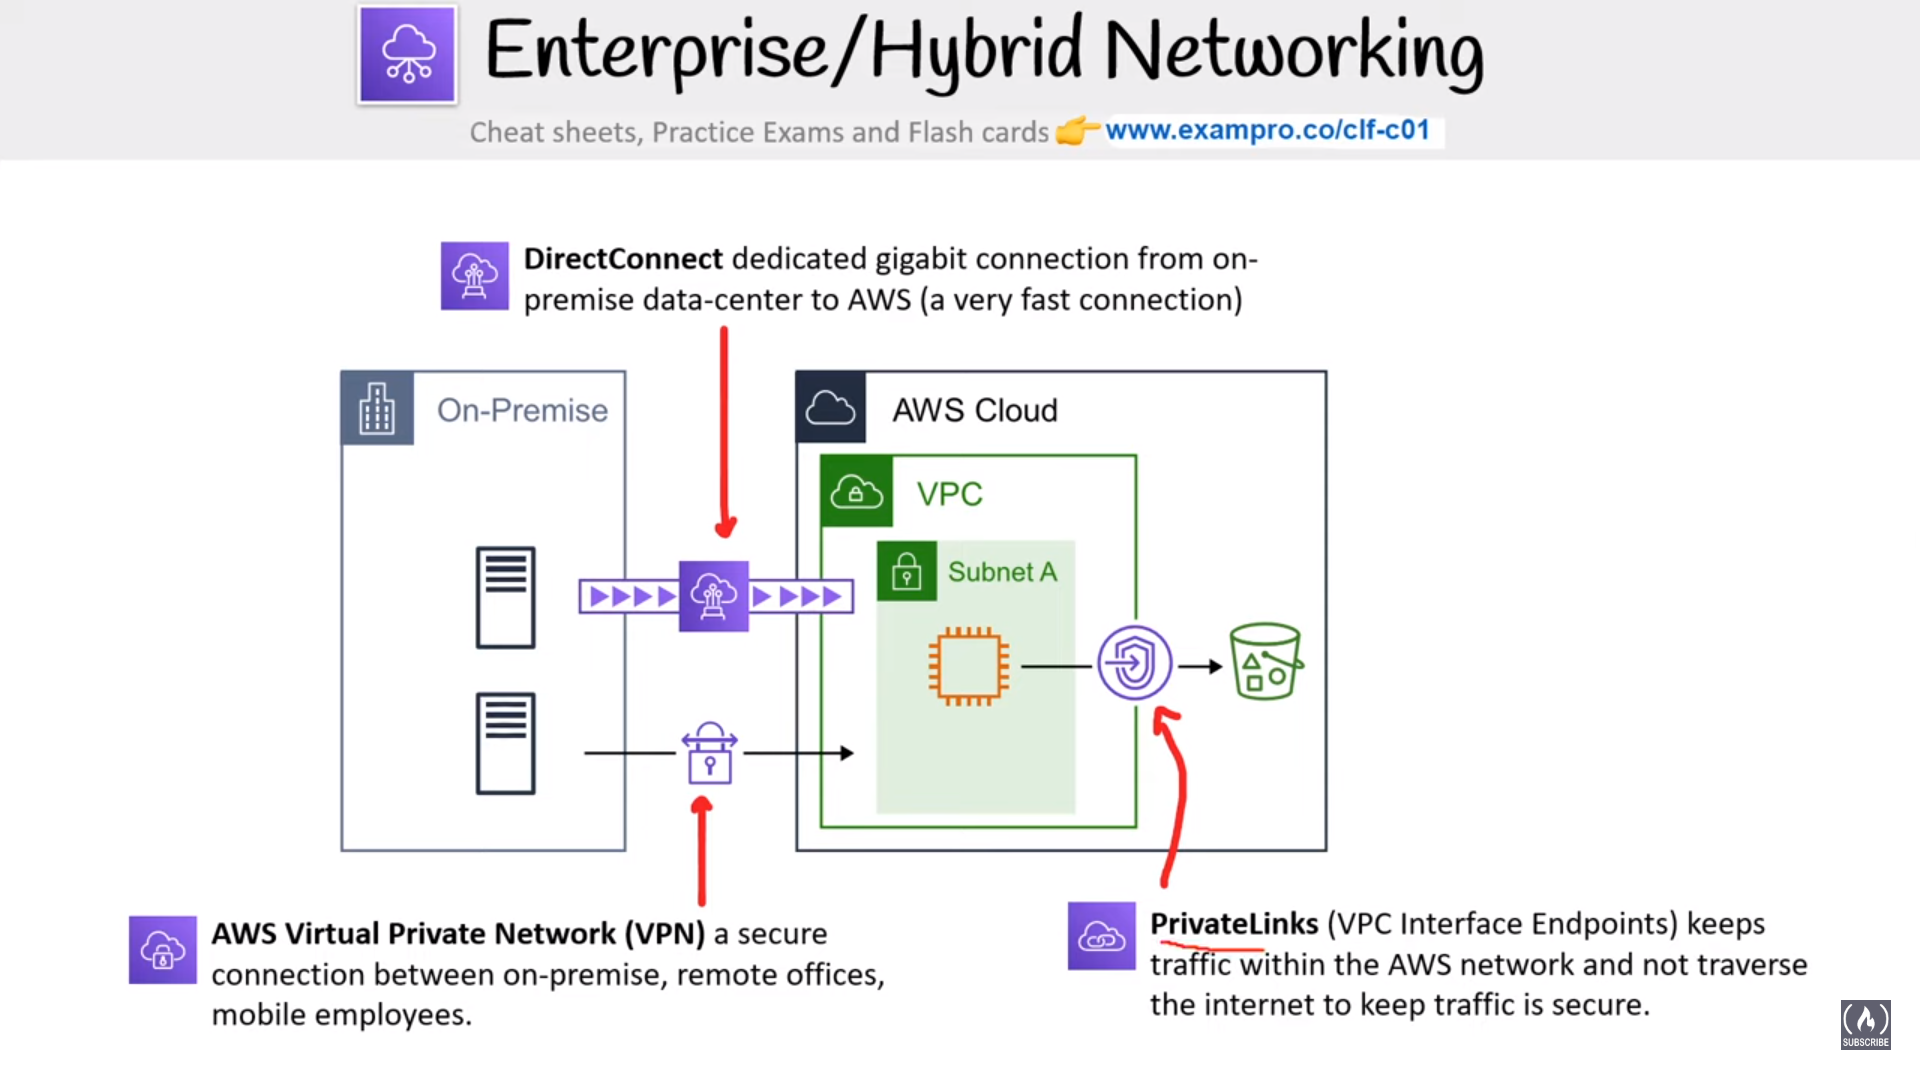 Enterprise/Hybrid Networking
Cheat sheets, Practice Exams and Flash cards 👉 www.exampro.co/clf-c01
DirectConnect dedicated gigabit connection from on-
premise data-center to AWS (a very fast connection)
On-Premise
AWS Cloud
VPC
Subnet A
AWS Virtual Private Network (VPN) a secure
connection between on-premise, remote offices,
mobile employees.
PrivateLinks (VPC Interface Endpoints) keeps
traffic within the AWS network and not traverse
the internet to keep traffic is secure.
SUBSCRIBE